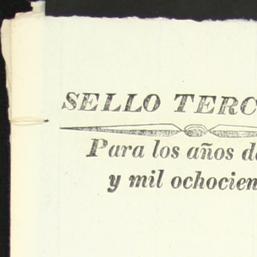 SELLO TERC
Para los años d
y mil ochocien